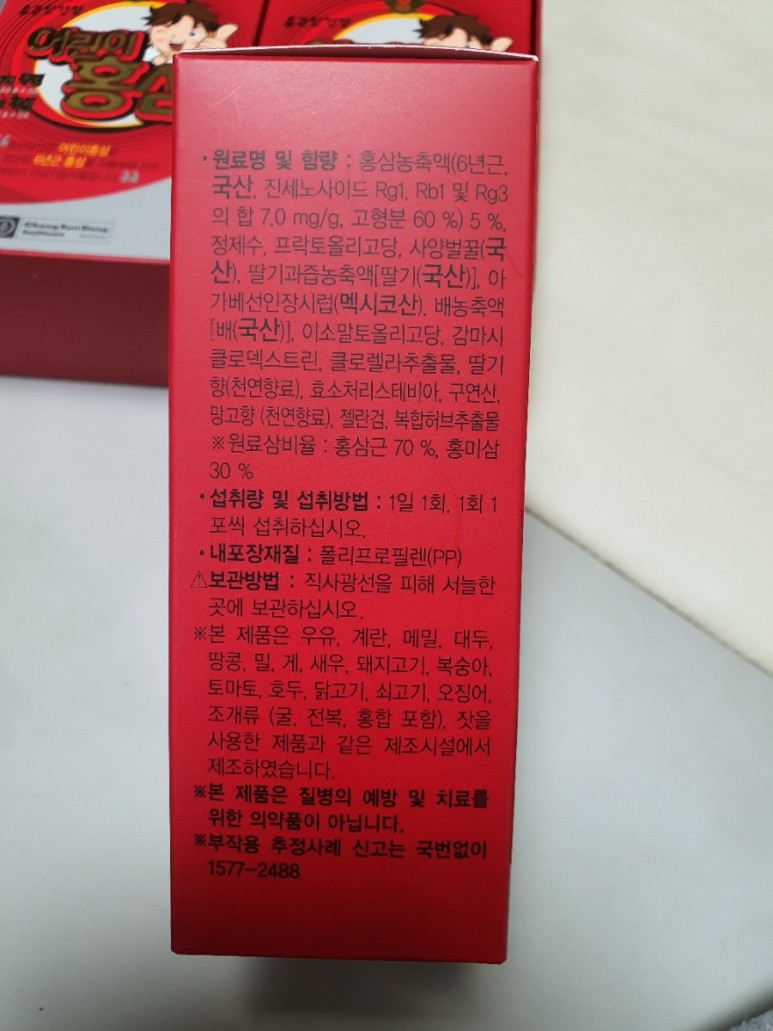 어린이
홍삼
어린이홍삼
6년근 홍삼
• 원료명 및 함량 : 홍삼농축액(6년근,
국산, 진세노사이드 Rg1, Rb1 및 Rg3
의 합 7.0 mg/g, 고형분 60 %) 5 %,
정제수, 프락토올리고당, 사양벌꿀(국
산), 딸기과즙농축액[딸기(국산)], 아
가베선인장시럽(멕시코산), 배농축액
[배(국산)], 이소말토올리고당, 감마시
클로덱스트린, 클로렐라추출물, 딸기
향(천연향료), 효소처리스테비아, 구연산,
망고향 (천연향료), 젤란검, 복합허브추출물
※원료삼비율 : 홍삼근 70 %, 홍미삼
30 %
• 섭취량 및 섭취방법 : 1일 1회, 1회 1
포씩 섭취하십시오.
• 내포장재질 : 폴리프로필렌(PP)
⚠보관방법 : 직사광선을 피해 서늘한
곳에 보관하십시오.
※본 제품은 우유, 계란, 메밀, 대두,
땅콩, 밀, 게, 새우, 돼지고기, 복숭아,
토마토, 호두, 닭고기, 쇠고기, 오징어,
조개류 (굴, 전복, 홍합 포함), 잣을
사용한 제품과 같은 제조시설에서
제조하였습니다.
※본 제품은 질병의 예방 및 치료를
위한 의약품이 아닙니다.
※부작용 추정사례 신고는 국번없이
1577-2488